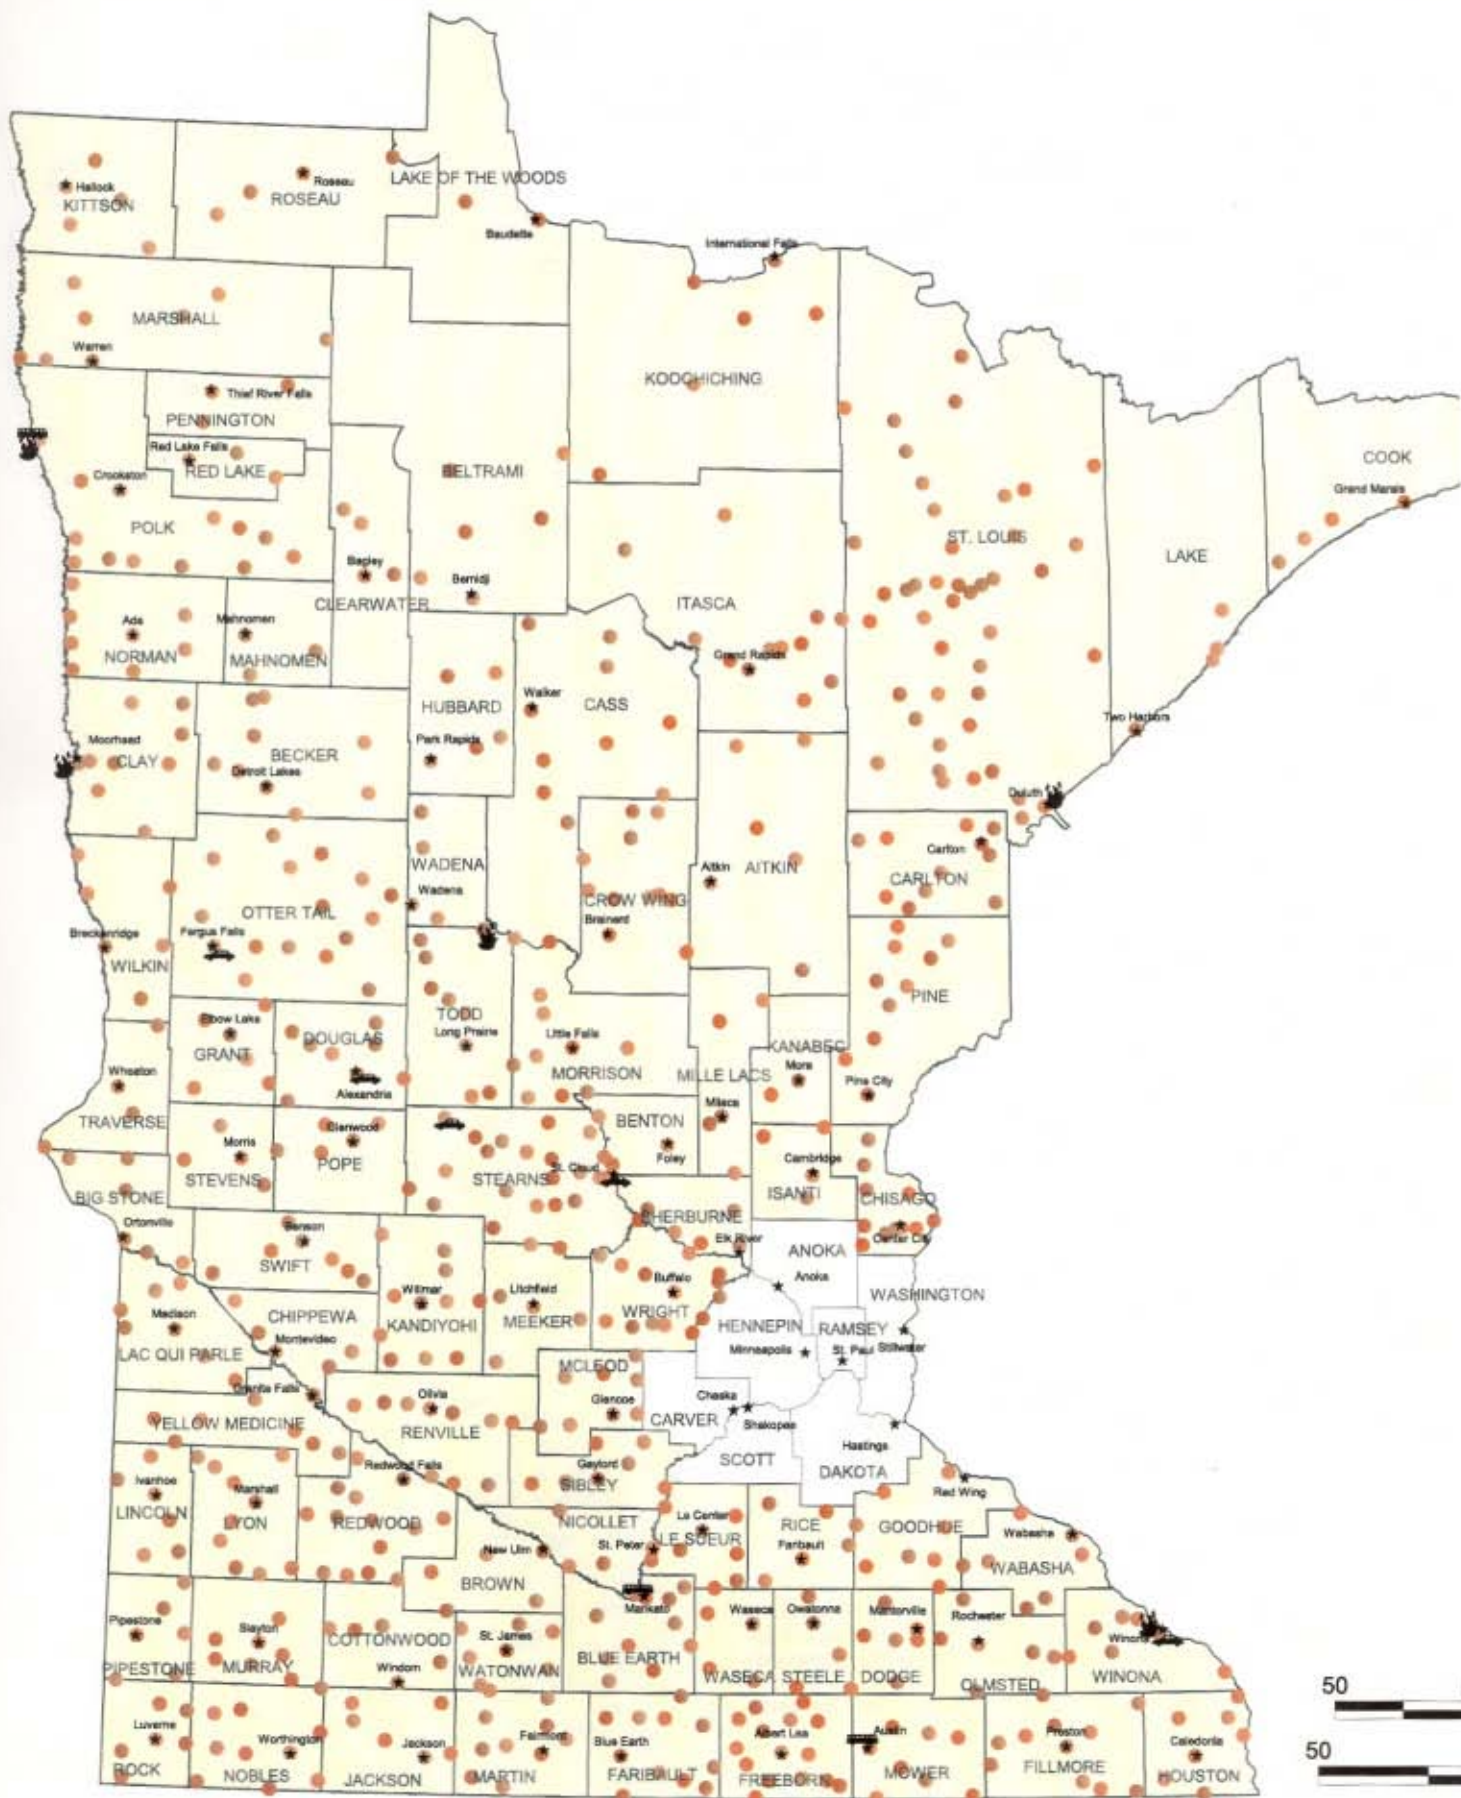 Hallock
KITTSON
Roseau
ROSEAU
LAKE OF THE WOODS
Baudette
International Falls
MARSHALL
Warren
KOOCHICHING
Thief River Falls
PENNINGTON
Red Lake Falls
RED LAKE
Crookston
BELTRAMI
COOK
Grand Marais
POLK
ST. LOUIS
LAKE
Bagley
Bemidji
CLEARWATER
ITASCA
Ada
Mahnomen
NORMAN
MAHNOMEN
Grand Rapids
HUBBARD
Walker
CASS
Two Harbors
Moorhead
CLAY
BECKER
Park Rapids
Detroit Lakes
Duluth
WADENA
Aitkin
AITKIN
Carlton
CARLTON
Wadena
OTTER TAIL
CROW WING
Brainerd
Breckenridge
Fergus Falls
WILKIN
PINE
Elbow Lake
GRANT
DOUGLAS
TODD
Long Prairie
Little Falls
MORRISON
KANABEC
Mora
MILLE LACS
Pine City
Wheaton
Alexandria
TRAVERSE
Milaca
BENTON
Glenwood
Morris
POPE
STEVENS
Foley
St. Cloud
STEARNS
Cambridge
ISANTI
CHISAGO
BIG STONE
Ortonville
SHERBURNE
Elk River
Center City
Benson
SWIFT
ANOKA
Anoka
Willmar
Litchfield
Buffalo
WASHINGTON
Madison
CHIPPEWA
KANDIYOHI
MEEKER
WRIGHT
HENNEPIN
RAMSEY
Montevideo
Minneapolis
St. Paul
Stillwater
LAC QUI PARLE
MCLEOD
Granite Falls
Olivia
Glencoe
Chaska
YELLOW MEDICINE
RENVILLE
CARVER
Shakopee
Hastings
SCOTT
DAKOTA
Redwood Falls
Gaylord
SIBLEY
Ivanhoe
Marshall
Red Wing
LINCOLN
LYON
REDWOOD
NICOLLET
Le Center
LE SUEUR
RICE
Faribault
GOODHUE
Wabasha
WABASHA
New Ulm
St. Peter
BROWN
Mankato
Pipestone
Slayton
St. James
Waseca
Owatonna
Mantorville
Rochester
Winona
COTTONWOOD
PIPESTONE
MURRAY
Windom
WATONWAN
BLUE EARTH
WASECA
STEELE
DODGE
OLMSTED
WINONA
50
Luverne
Worthington
Jackson
Fairmont
Blue Earth
Albert Lea
Austin
Preston
Caledonia
50
ROCK
NOBLES
JACKSON
MARTIN
FARIBAULT
FREEBORN
MOWER
FILLMORE
HOUSTON